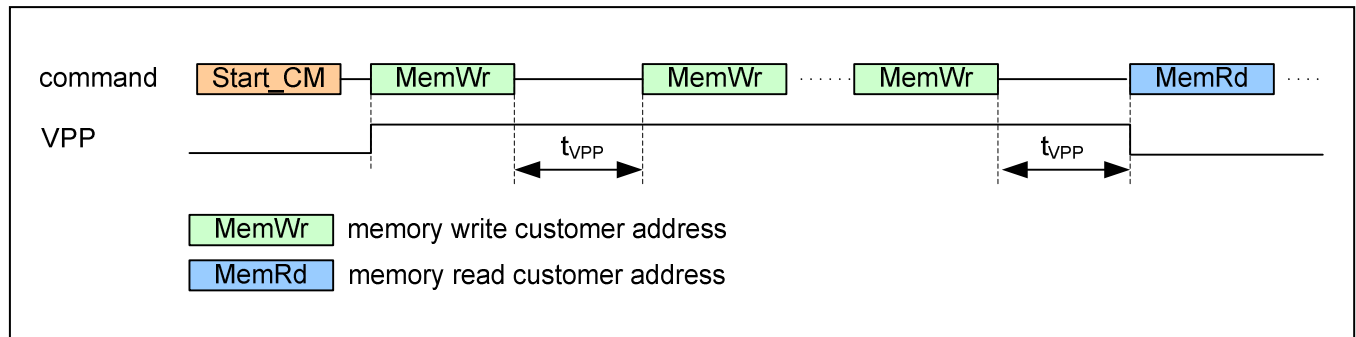 command Start_CM MemWr MemWr MemWr MemRd
VPP
tVPP tVPP
MemWr memory write customer address
MemRd memory read customer address